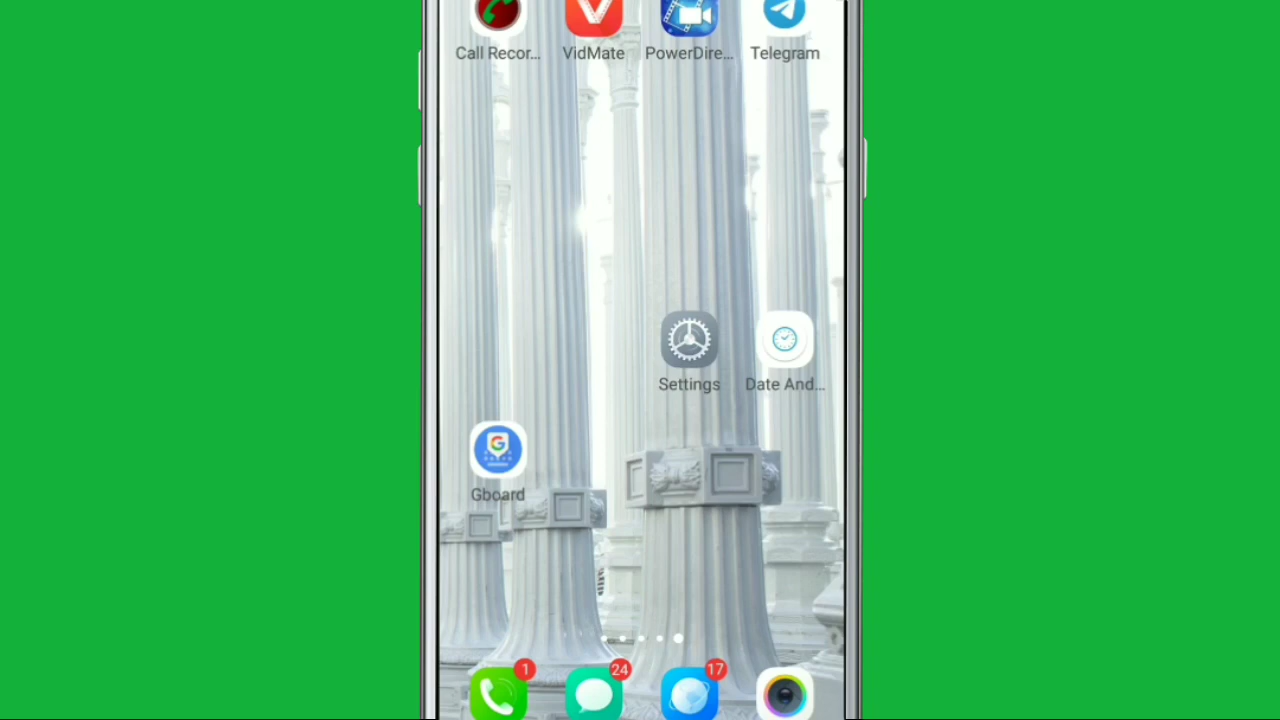 Call Recor... VidMate PowerDire... Telegram
Settings Date And...
G
Gboard
1 24 17